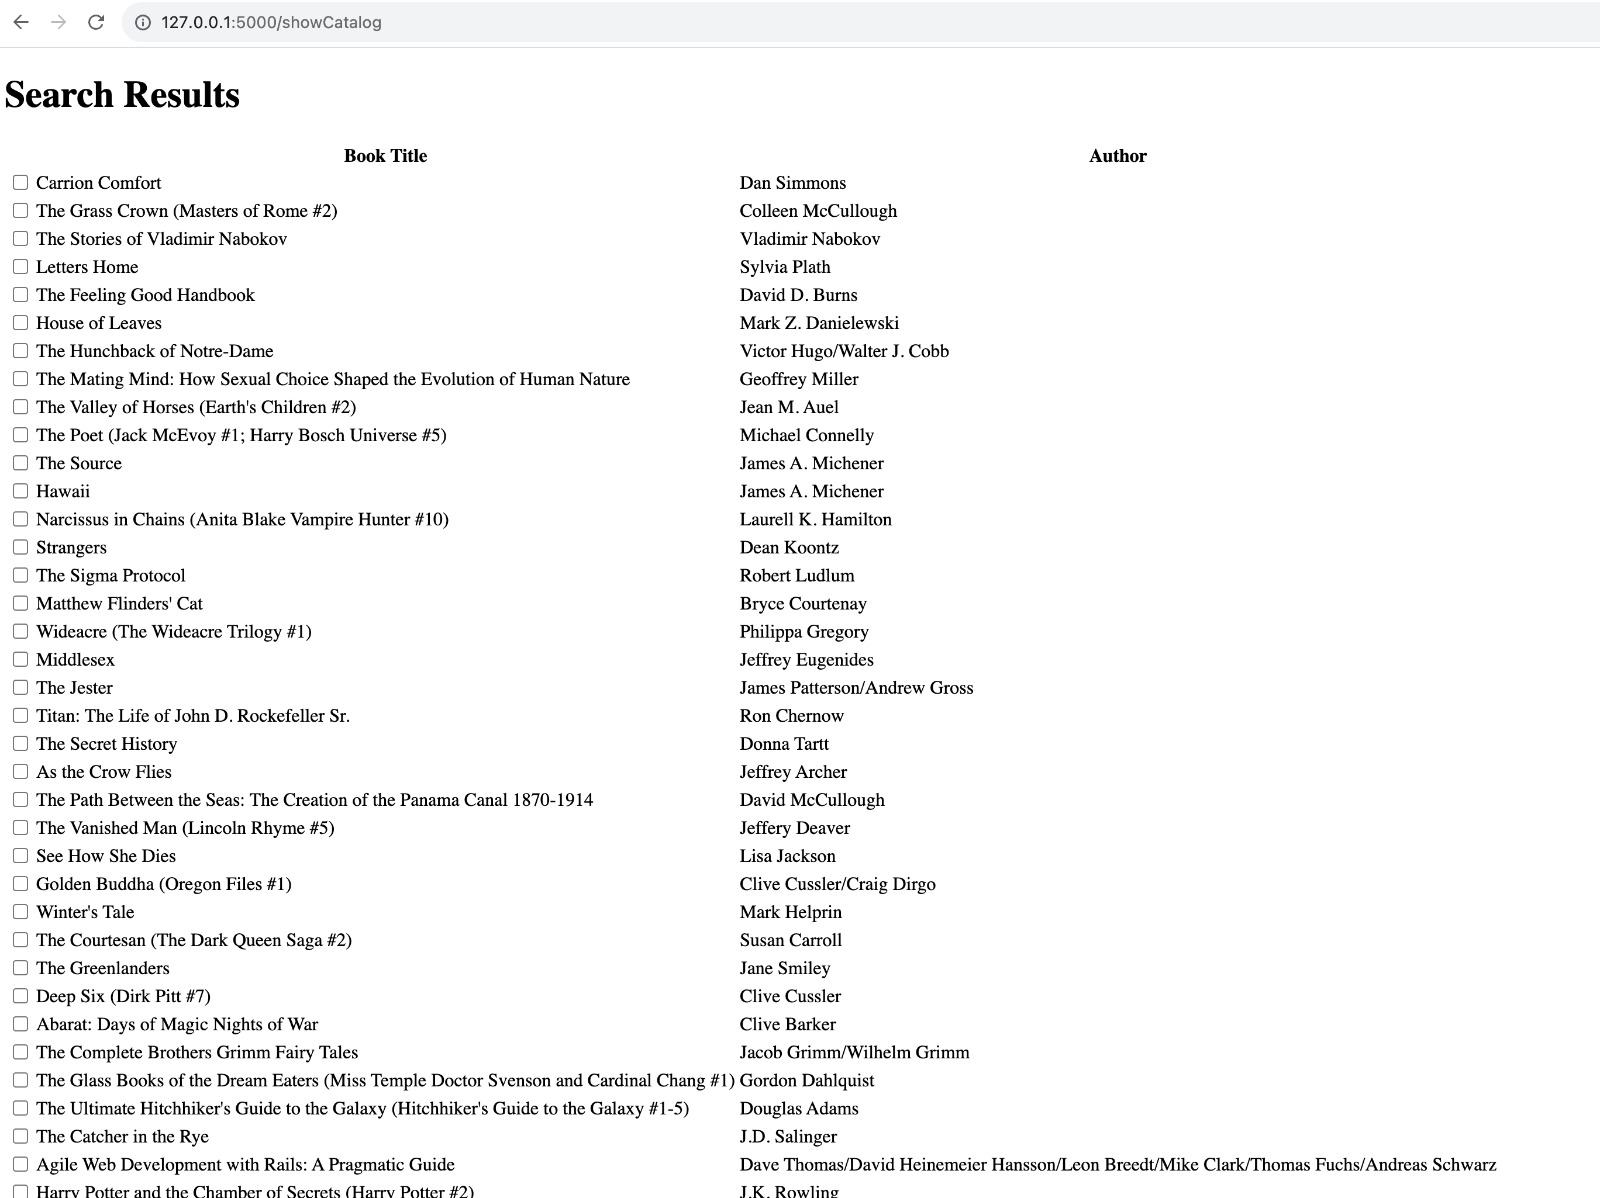 127.0.0.1:5000/showCatalog
Search Results
Book Title Author
Carrion Comfort Dan Simmons
The Grass Crown (Masters of Rome #2) Colleen McCullough
The Stories of Vladimir Nabokov Vladimir Nabokov
Letters Home Sylvia Plath
The Feeling Good Handbook David D. Burns
House of Leaves Mark Z. Danielewski
The Hunchback of Notre-Dame Victor Hugo/Walter J. Cobb
The Mating Mind: How Sexual Choice Shaped the Evolution of Human Nature Geoffrey Miller
The Valley of Horses (Earth's Children #2) Jean M. Auel
The Poet (Jack McEvoy #1; Harry Bosch Universe #5) Michael Connelly
The Source James A. Michener
Hawaii James A. Michener
Narcissus in Chains (Anita Blake Vampire Hunter #10) Laurell K. Hamilton
Strangers Dean Koontz
The Sigma Protocol Robert Ludlum
Matthew Flinders' Cat Bryce Courtenay
Wideacre (The Wideacre Trilogy #1) Philippa Gregory
Middlesex Jeffrey Eugenides
The Jester James Patterson/Andrew Gross
Titan: The Life of John D. Rockefeller Sr. Ron Chernow
The Secret History Donna Tartt
As the Crow Flies Jeffrey Archer
The Path Between the Seas: The Creation of the Panama Canal 1870-1914 David McCullough
The Vanished Man (Lincoln Rhyme #5) Jeffery Deaver
See How She Dies Lisa Jackson
Golden Buddha (Oregon Files #1) Clive Cussler/Craig Dirgo
Winter's Tale Mark Helprin
The Courtesan (The Dark Queen Saga #2) Susan Carroll
The Greenlanders Jane Smiley
Deep Six (Dirk Pitt #7) Clive Cussler
Abarat: Days of Magic Nights of War Clive Barker
The Complete Brothers Grimm Fairy Tales Jacob Grimm/Wilhelm Grimm
The Glass Books of the Dream Eaters (Miss Temple Doctor Svenson and Cardinal Chang #1) Gordon Dahlquist
The Ultimate Hitchhiker's Guide to the Galaxy (Hitchhiker's Guide to the Galaxy #1-5) Douglas Adams
The Catcher in the Rye J.D. Salinger
Agile Web Development with Rails: A Pragmatic Guide Dave Thomas/David Heinemeier Hansson/Leon Breedt/Mike Clark/Thomas Fuchs/Andreas Schwarz
Harry Potter and the Chamber of Secrets (Harry Potter #2) J.K. Rowling